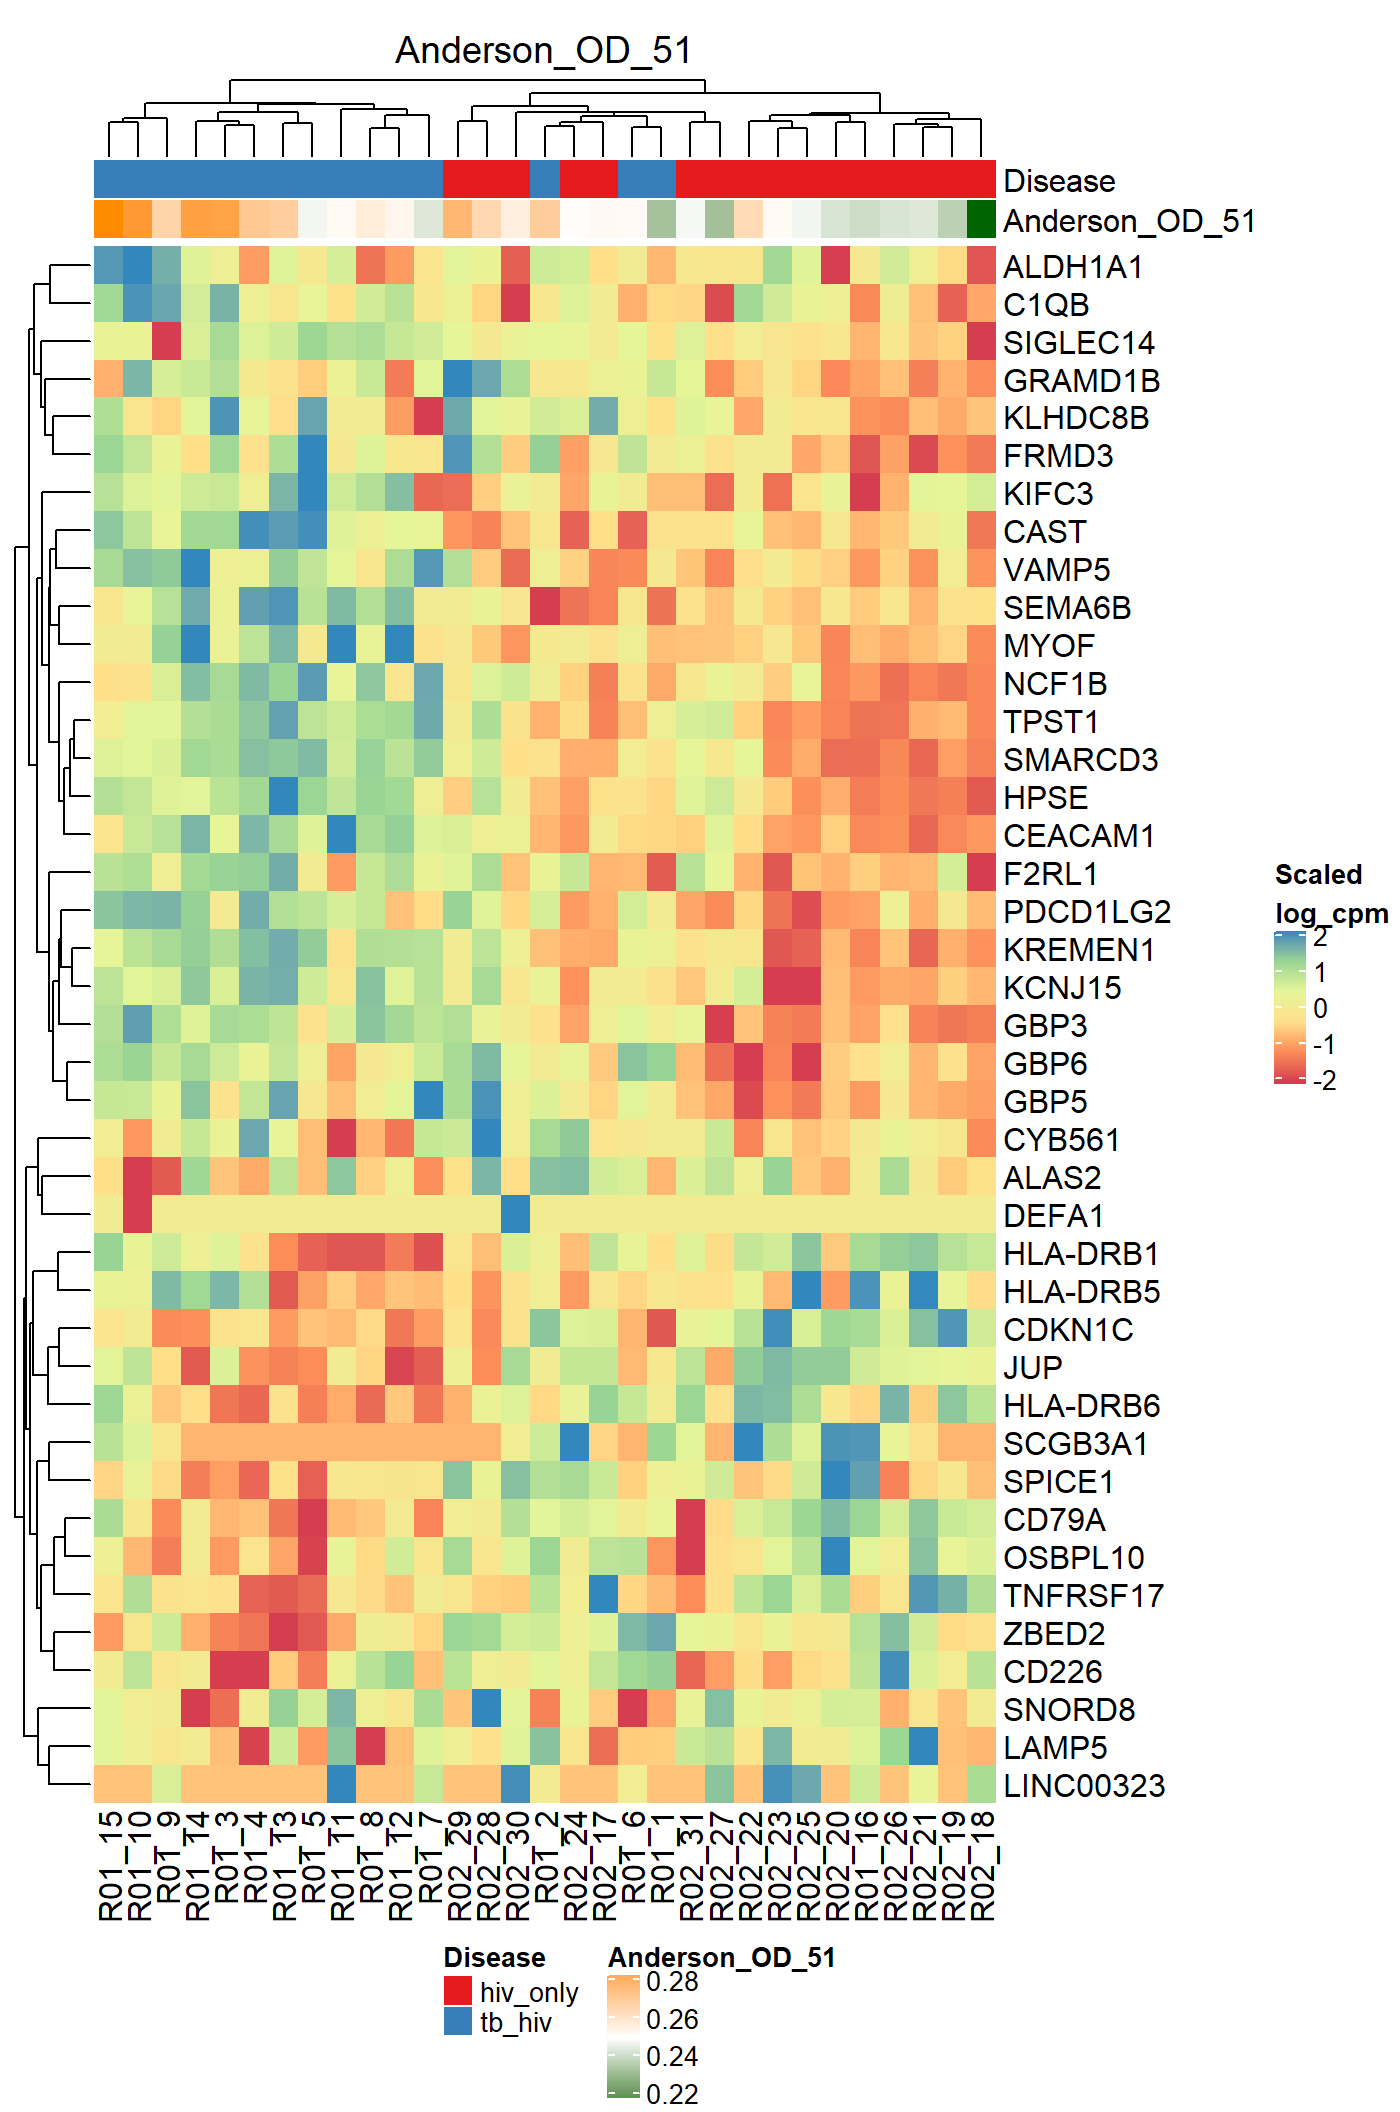 Anderson_OD_51
Disease
Anderson_OD_51
ALDH1A1
C1QB
SIGLEC14
GRAMD1B
KLHDC8B
FRMD3
KIFC3
CAST
VAMP5
SEMA6B
MYOF
NCF1B
TPST1
SMARCD3
HPSE
CEACAM1
F2RL1
PDCD1LG2
KREMEN1
KCNJ15
GBP3
GBP6
GBP5
CYB561
ALAS2
DEFA1
HLA-DRB1
HLA-DRB5
CDKN1C
JUP
HLA-DRB6
SCGB3A1
SPICE1
CD79A
OSBPL10
TNFRSF17
ZBED2
CD226
SNORD8
LAMP5
LINC00323
Scaled
log_cpm
2
1
0
-1
-2
R01_15
R01_10
R01_9
R01_14
R01_3
R01_4
R01_13
R01_5
R01_11
R01_8
R01_12
R01_7
R02_29
R02_28
R02_30
R01_2
R02_24
R02_17
R01_6
R01_1
R02_31
R02_27
R02_22
R02_23
R02_25
R02_20
R01_16
R02_26
R02_21
R02_19
R02_18
Disease
hiv_only
tb_hiv
Anderson_OD_51
0.28
0.26
0.24
0.22